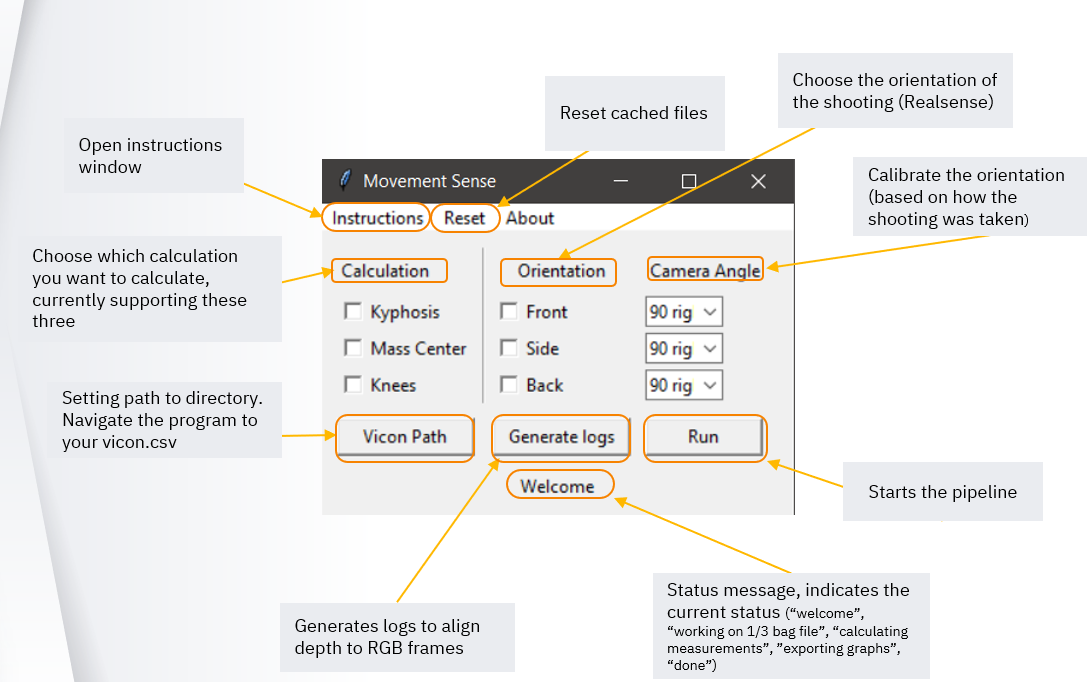 Choose the orientation of
the shooting (Realsense)
Reset cached files
Open instructions
window
Calibrate the orientation
(based on how the
shooting was taken)
Movement Sense
Instructions Reset About
Choose which calculation
you want to calculate,
currently supporting these
three
Calculation Orientation Camera Angle
Kyphosis Front 90 rig
Mass Center Side 90 rig
Knees Back 90 rig
Setting path to directory.
Navigate the program to
your vicon.csv
Vicon Path Generate logs Run
Welcome
Starts the pipeline
Generates logs to align
depth to RGB frames
Status message, indicates the
current status (“welcome”,
“working on 1/3 bag file”, “calculating
measurements”, ”exporting graphs”,
“done”)